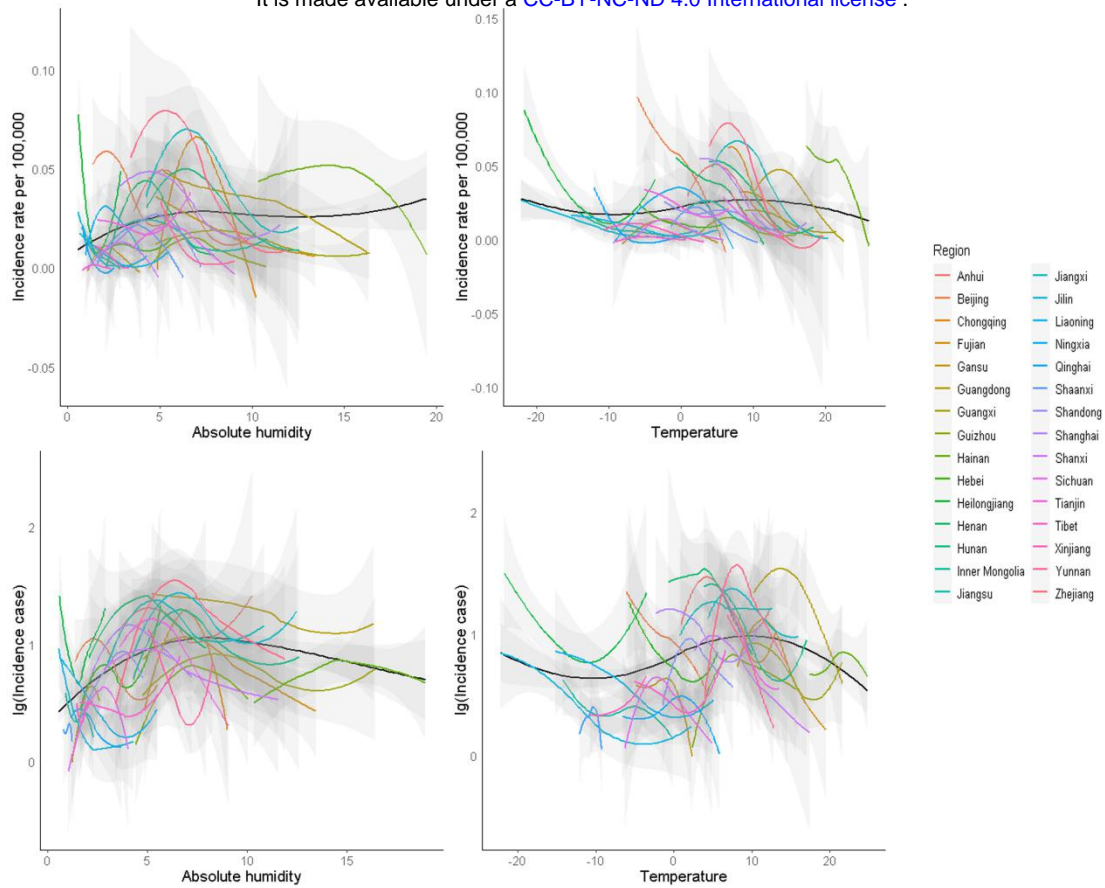 It is made available under a CC-BY-NC-ND 4.0 International license .
0.10
0.05
0.00
-0.05
Incidence rate per 100,000
0 5 10 15 20
Absolute humidity
0.15
0.10
0.05
0.00
-0.05
-0.10
Incidence rate per 100,000
-20 -10 0 10 20
Temperature
2
1
0
lg(Incidence case)
0 5 10 15
Absolute humidity
2
1
0
lg(Incidence case)
-20 -10 0 10 20
Temperature
Region
Anhui
Beijing
Chongqing
Fujian
Gansu
Guangdong
Guangxi
Guizhou
Hainan
Hebei
Heilongjiang
Henan
Hunan
Inner Mongolia
Jiangsu
Jiangxi
Jilin
Liaoning
Ningxia
Qinghai
Shaanxi
Shandong
Shanghai
Shanxi
Sichuan
Tianjin
Tibet
Xinjiang
Yunnan
Zhejiang